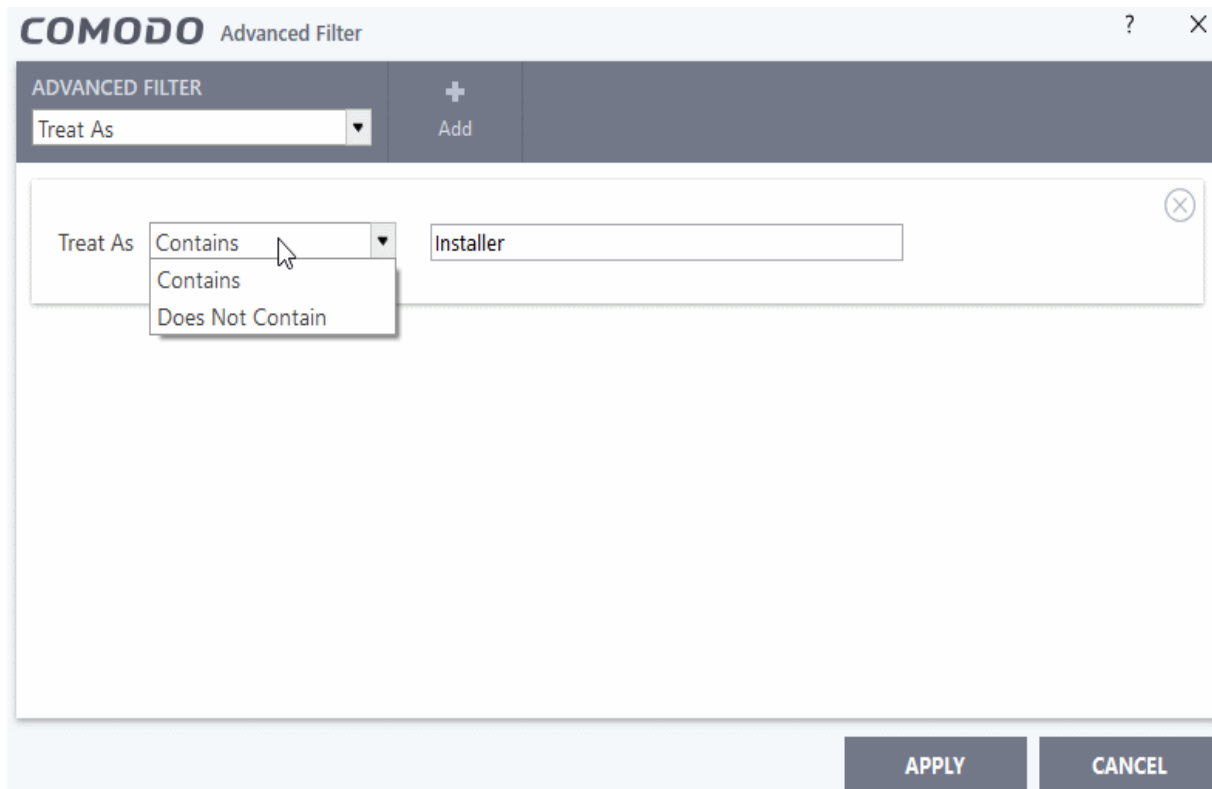 COMODO Advanced Filter ?
ADVANCED FILTER
Treat As
Add
Treat As Contains Installer
Contains
Does Not Contain
APPLY CANCEL